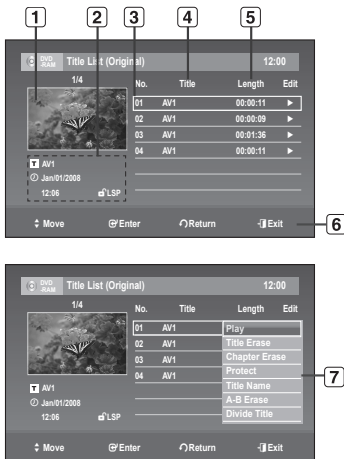 1 2 3 4 5
DVD -RAM Title List (Original) 12:00
1/4 No. Title Length Edit
01 AV1 00:00:11 ►
02 AV1 00:00:09 ►
03 AV1 00:01:36 ►
04 AV1 00:00:11 ►
T AV1
Jan/01/2008
12:06 LSP
Move Enter Return Exit
6
DVD -RAM Title List (Original) 12:00
1/4 No. Title Length Edit
01 AV1 Play
02 AV1 Title Erase
03 AV1 Chapter Erase
04 AV1 Protect
Title Name
A-B Erase
Divide Title
7
T AV1
Jan/01/2008
12:06 LSP
Move Enter Return Exit